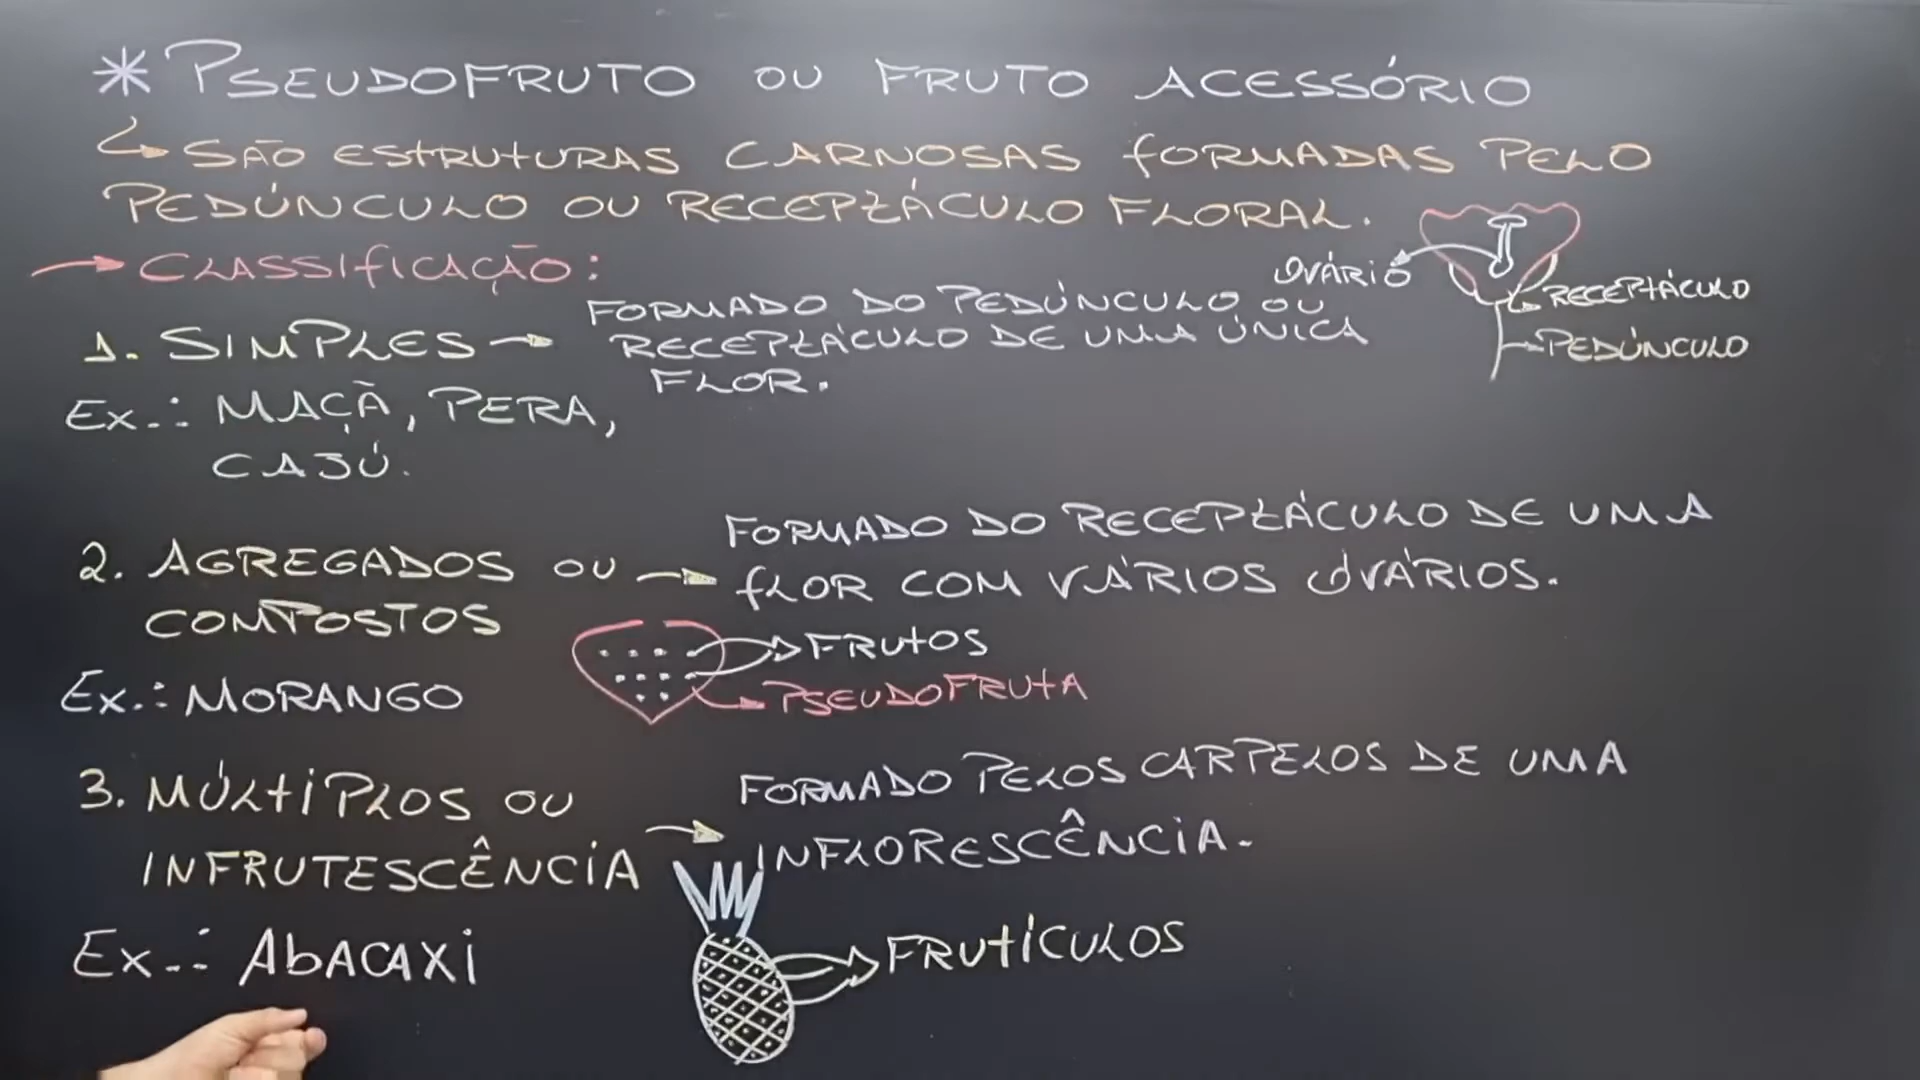 * PSEUDOFRUTO OU FRUTO ACESSÓRIO
SÃO ESTRUTURAS CARNOSAS FORMADAS PELO
PEDÚNCULO OU RECEPTÁCULO FLORAL.
OVÁRIO
RECEPTÁCULO
PEDÚNCULO
→ CLASSIFICAÇÃO:
1. SIMPLES → FORMADO DO PEDÚNCULO OU
RECEPTÁCULO DE UMA ÚNICA
FLOR.
Ex.: MAÇÃ, PERA,
CAJÚ.
2. AGREGADOS OU → FORMADO DO RECEPTÁCULO DE UMA
COMPOSTOS
FLOR COM VÁRIOS OVÁRIOS.
FRUTOS
PSEUDOFRUTA
Ex.: MORANGO
3. MÚLTIPLOS OU
INFRUTESCÊNCIA → FORMADO PELOS CARPELOS DE UMA
INFLORESCÊNCIA.
Ex.: ABACAXI
FRUTÍCULOS